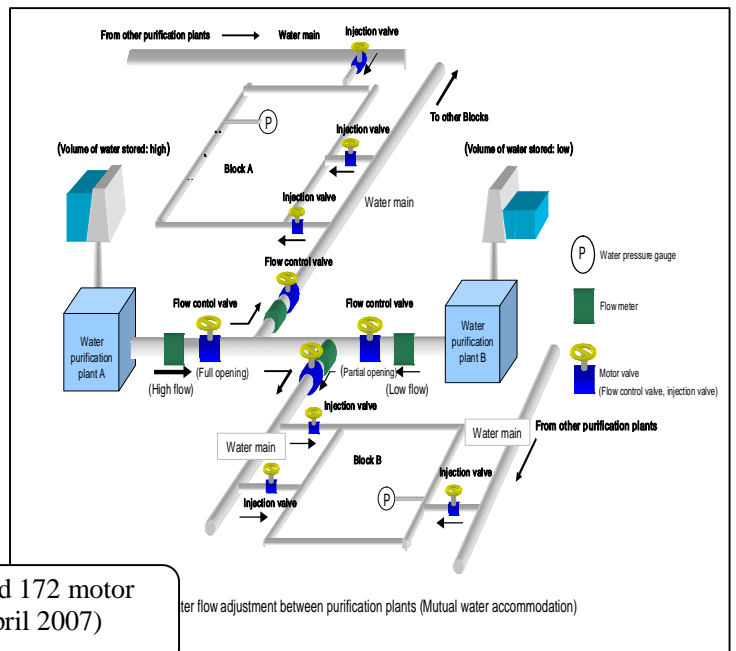 From other purification plants
Water main
Injection valve
To other Blocks
P
(Volume of water stored: high)
Injection valve
(Volume of water stored: low)
Block A
Injection valve
Water main
P
Water pressure gauge
Flow control valve
Flow contol valve
Flow control valve
Flow meter
Water
purification
plant A
Water
purification
plant B
(High flow)
(Full opening)
(Partial opening)
(Low flow)
Motor valve
(Flow control valve, injection valve)
Injection valve
Water main
Water main
From other purification plants
Block B
Injection valve
Injection valve
P
d 172 motor
ril 2007)
ter flow adjustment between purification plants (Mutual water accommodation)